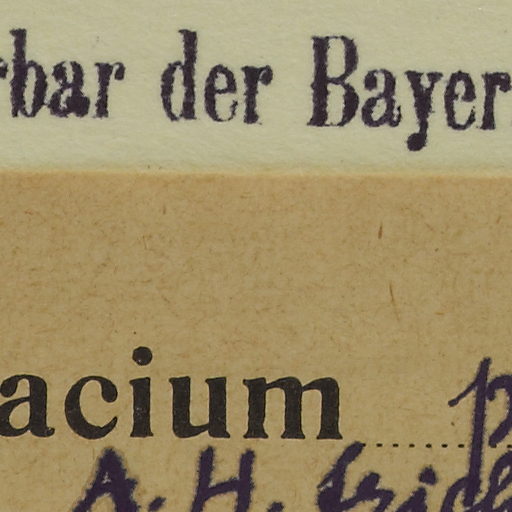 rbar der Bayer
acium p
A. H.